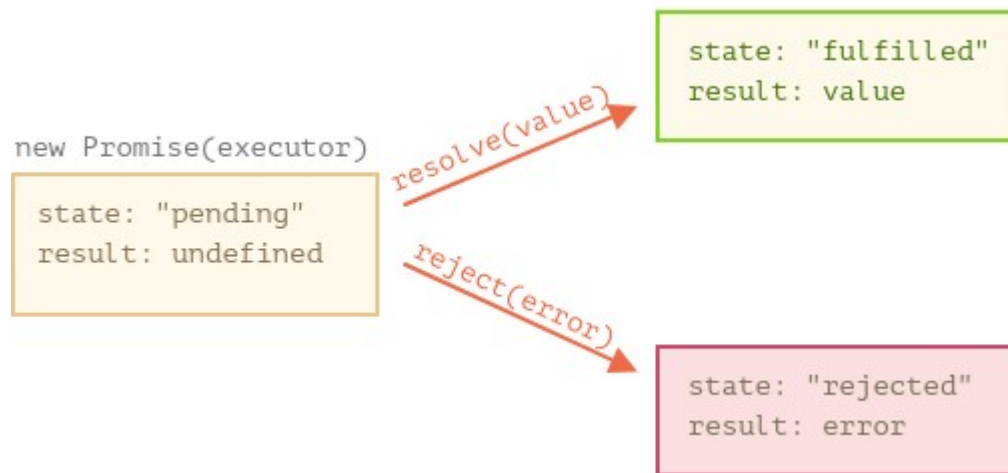 new Promise(executor)
state: "pending"
result: undefined
resolve(value)
reject(error)
state: "fulfilled"
result: value
state: "rejected"
result: error